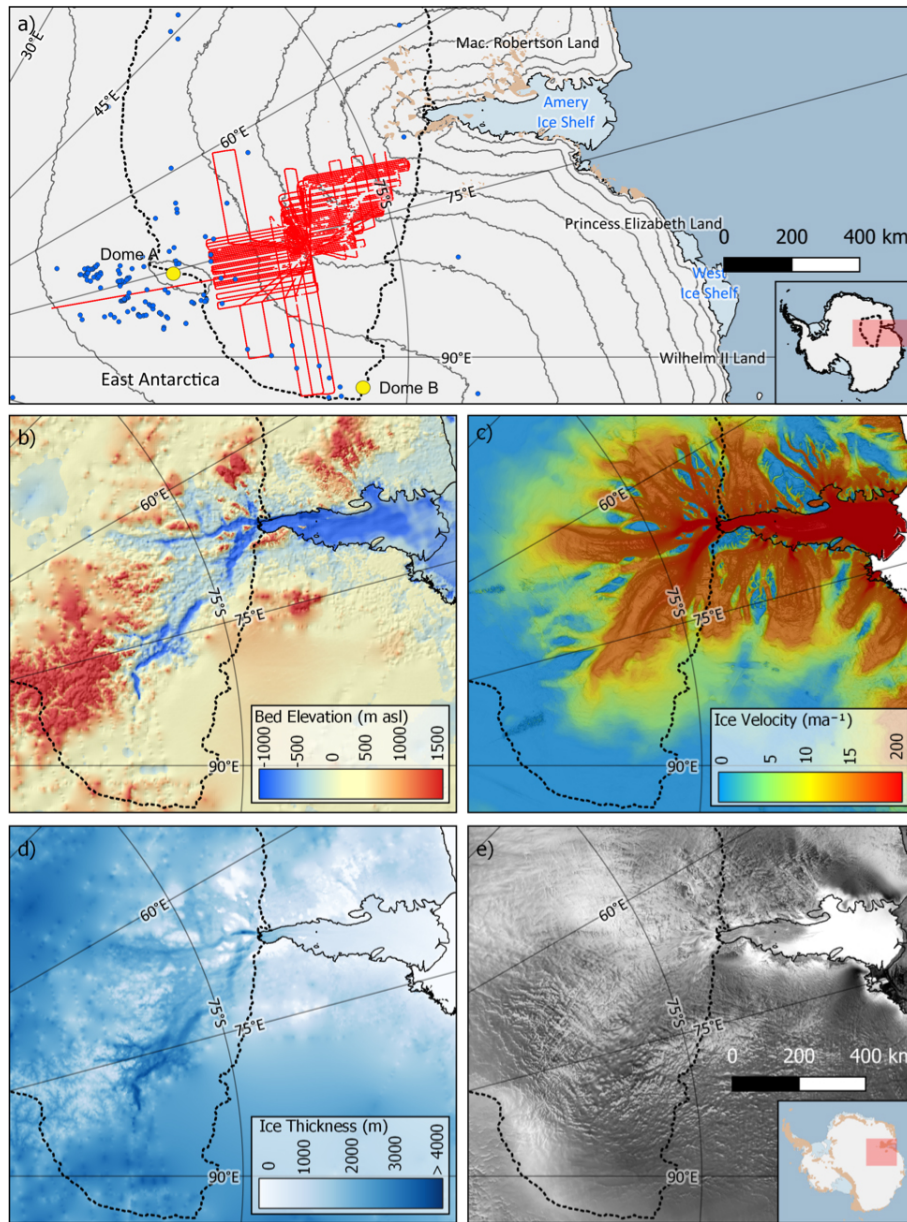 a)
30°E
45°E
60°E
Mac. Robertson Land
Amery
Ice Shelf
75°S
75°E
Princess Elizabeth Land
0 200 400 km
Dome A
West
Ice Shelf
East Antarctica
90°E
Wilhelm II Land
Dome B
b)
60°E
75°S
75°E
Bed Elevation (m asl)
-1000 -500 0 500 1000 1500
90°E
c)
60°E
75°S
75°E
Ice Velocity (ma⁻¹)
0 5 10 15 200
90°E
d)
60°E
75°S
75°E
Ice Thickness (m)
0 1000 2000 3000 > 4000
90°E
e)
60°E
75°S
75°E
0 200 400 km
90°E